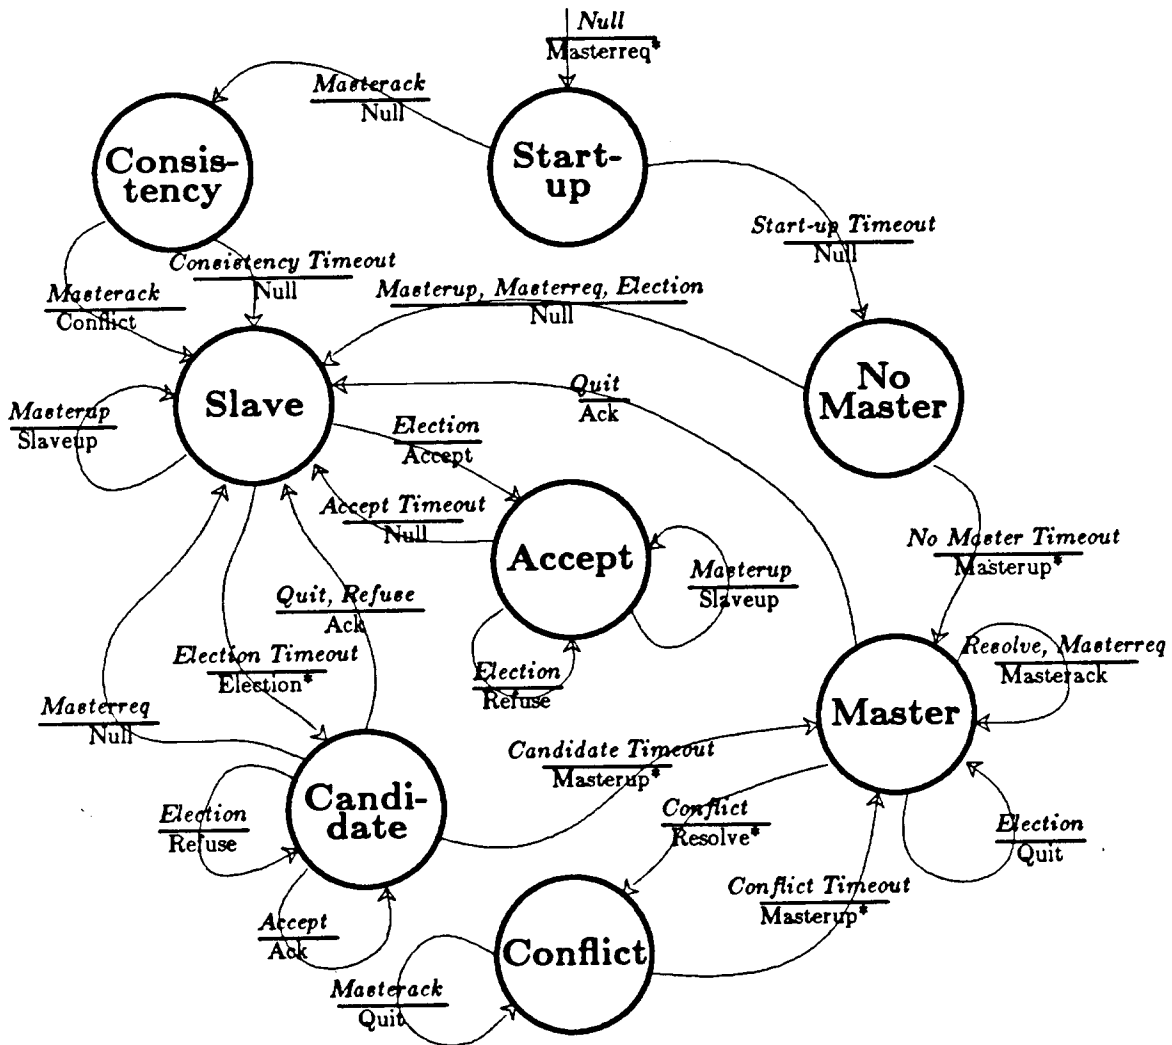 Null
Masterreq*
Masterack
Null
Consis-
tency
Start-
up
Start-up Timeout
Null
Consistency Timeout
Null
Masterack
Conflict
Masterup, Masterreq, Election
Null
No
Master
Slave
Quit
Ack
Masterup
Slaveup
Election
Accept
Accept Timeout
Null
Accept
Masterup
Slaveup
No Master Timeout
Masterup*
Quit, Refuse
Ack
Election Timeout
Election*
Election
Refuse
Resolve, Masterreq
Masterack
Master
Masterreq
Null
Candidate Timeout
Masterup*
Candi-
date
Election
Refuse
Conflict
Resolve*
Election
Quit
Conflict Timeout
Masterup*
Accept
Ack
Conflict
Masterack
Quit